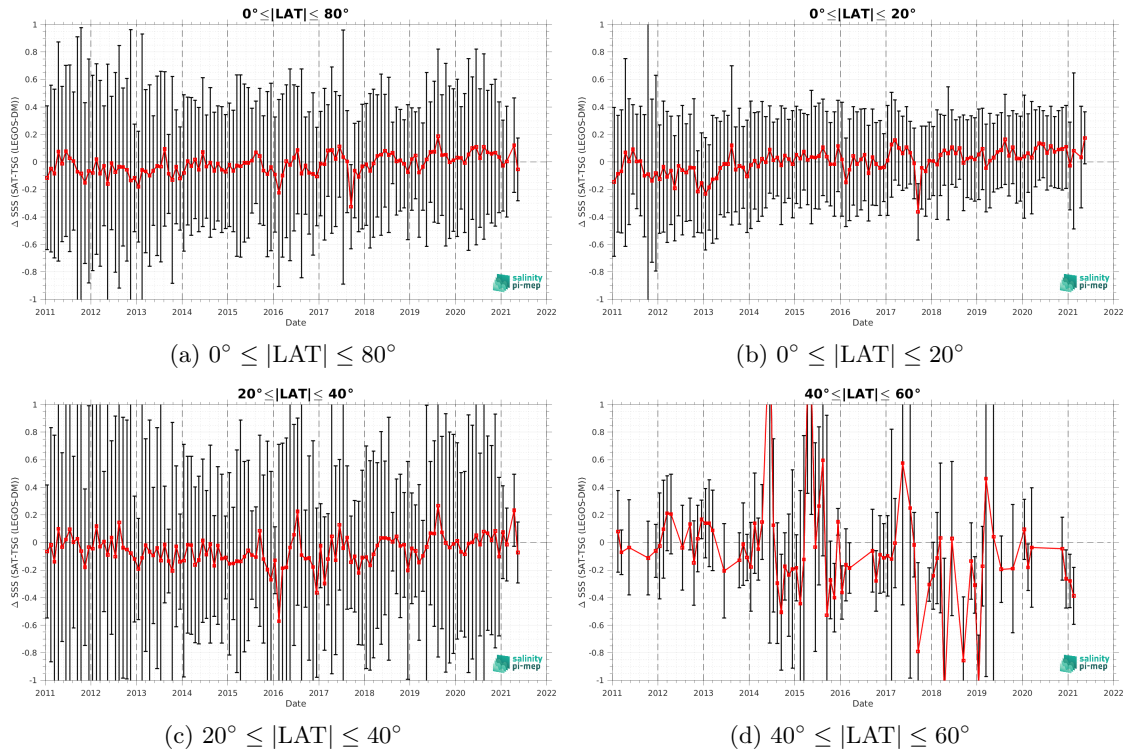 0°≤|LAT|≤ 80°
Δ SSS (SAT-TSG (LEGOS-DM))
1
0.8
0.6
0.4
0.2
0
-0.2
-0.4
-0.6
-0.8
-1
salinity
pi-mep
2011 2012 2013 2014 2015 2016 2017 2018 2019 2020 2021 2022
Date
(a) 0° ≤ |LAT| ≤ 80°
0°≤|LAT|≤ 20°
Δ SSS (SAT-TSG (LEGOS-DM))
1
0.8
0.6
0.4
0.2
0
-0.2
-0.4
-0.6
-0.8
-1
salinity
pi-mep
2011 2012 2013 2014 2015 2016 2017 2018 2019 2020 2021 2022
Date
(b) 0° ≤ |LAT| ≤ 20°
20°≤|LAT|≤ 40°
Δ SSS (SAT-TSG (LEGOS-DM))
1
0.8
0.6
0.4
0.2
0
-0.2
-0.4
-0.6
-0.8
-1
salinity
pi-mep
2011 2012 2013 2014 2015 2016 2017 2018 2019 2020 2021 2022
Date
(c) 20° ≤ |LAT| ≤ 40°
40°≤|LAT|≤ 60°
Δ SSS (SAT-TSG (LEGOS-DM))
1
0.8
0.6
0.4
0.2
0
-0.2
-0.4
-0.6
-0.8
-1
salinity
pi-mep
2011 2012 2013 2014 2015 2016 2017 2018 2019 2020 2021 2022
Date
(d) 40° ≤ |LAT| ≤ 60°